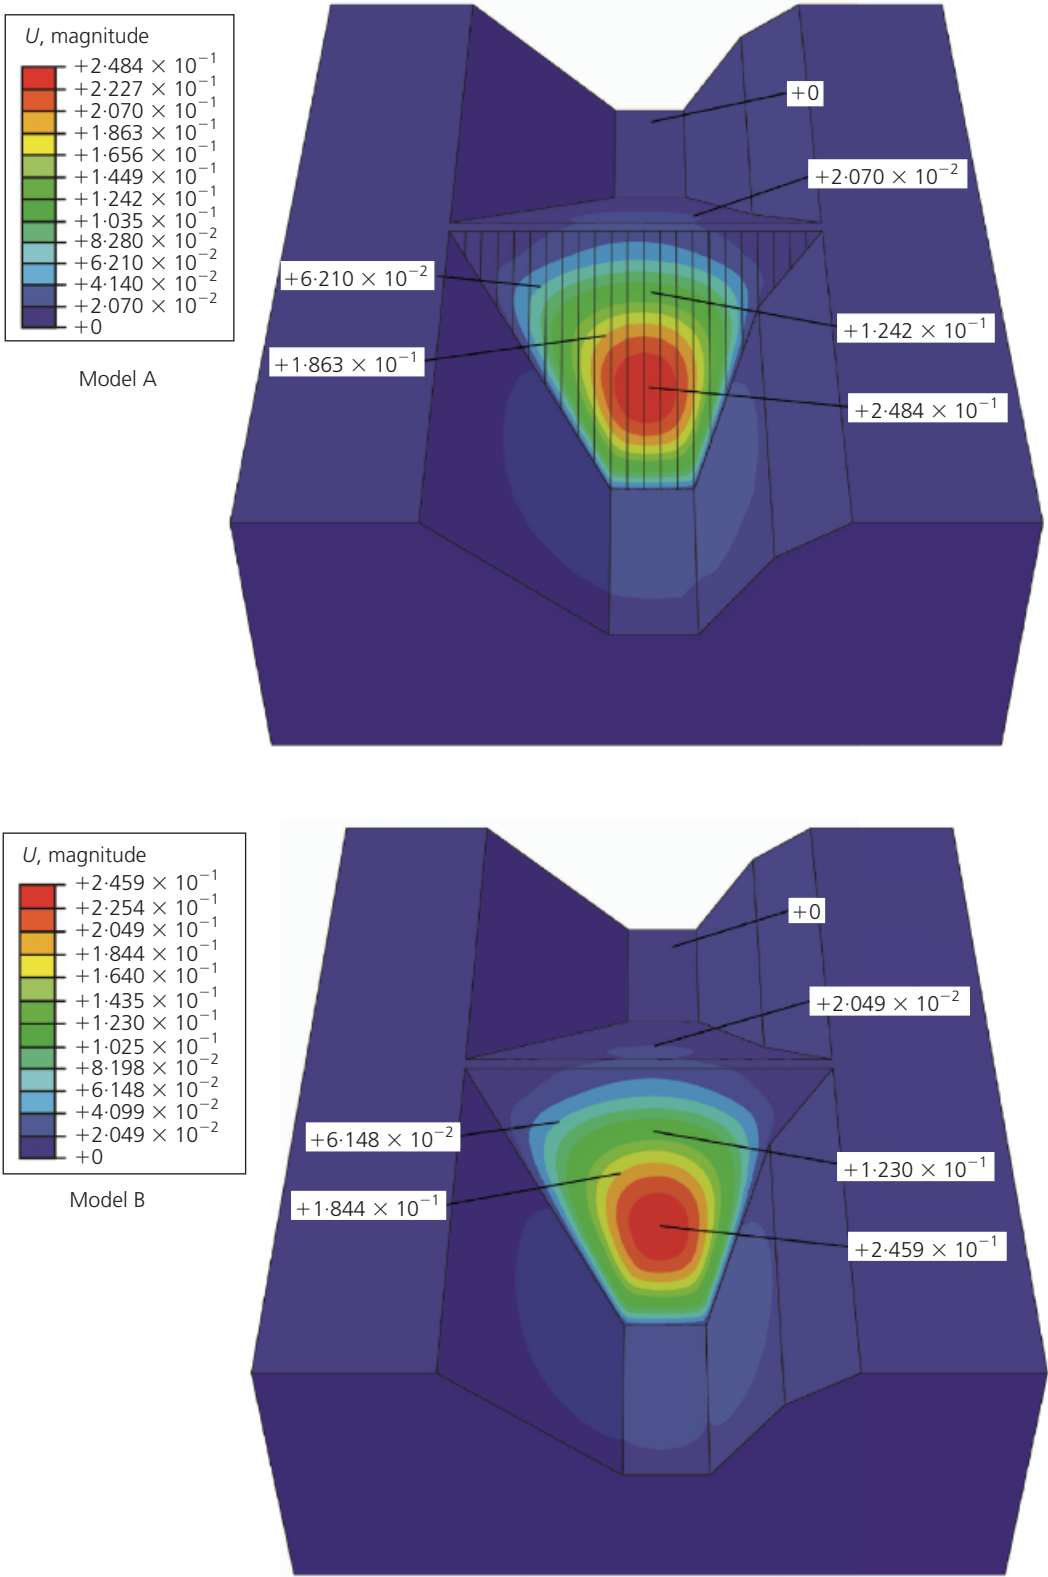 U, magnitude
+2·484 × 10⁻¹
+2·227 × 10⁻¹
+2·070 × 10⁻¹
+1·863 × 10⁻¹
+1·656 × 10⁻¹
+1·449 × 10⁻¹
+1·242 × 10⁻¹
+1·035 × 10⁻¹
+8·280 × 10⁻²
+6·210 × 10⁻²
+4·140 × 10⁻²
+2·070 × 10⁻²
+0
Model A
+0
+2·070 × 10⁻²
+6·210 × 10⁻²
+1·242 × 10⁻¹
+1·863 × 10⁻¹
+2·484 × 10⁻¹
U, magnitude
+2·459 × 10⁻¹
+2·254 × 10⁻¹
+2·049 × 10⁻¹
+1·844 × 10⁻¹
+1·640 × 10⁻¹
+1·435 × 10⁻¹
+1·230 × 10⁻¹
+1·025 × 10⁻¹
+8·198 × 10⁻²
+6·148 × 10⁻²
+4·099 × 10⁻²
+2·049 × 10⁻²
+0
Model B
+0
+2·049 × 10⁻²
+6·148 × 10⁻²
+1·230 × 10⁻¹
+1·844 × 10⁻¹
+2·459 × 10⁻¹